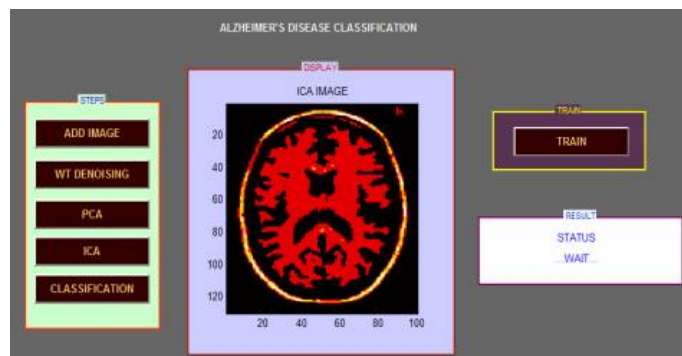 ALZHEIMER'S DISEASE CLASSIFICATION
STEPS
ADD IMAGE
WT DENOISING
PCA
ICA
CLASSIFICATION
DISPLAY
ICA IMAGE
20
40
60
80
100
120
20 40 60 80 100
TRAIN
TRAIN
RESULT
STATUS
...WAIT...